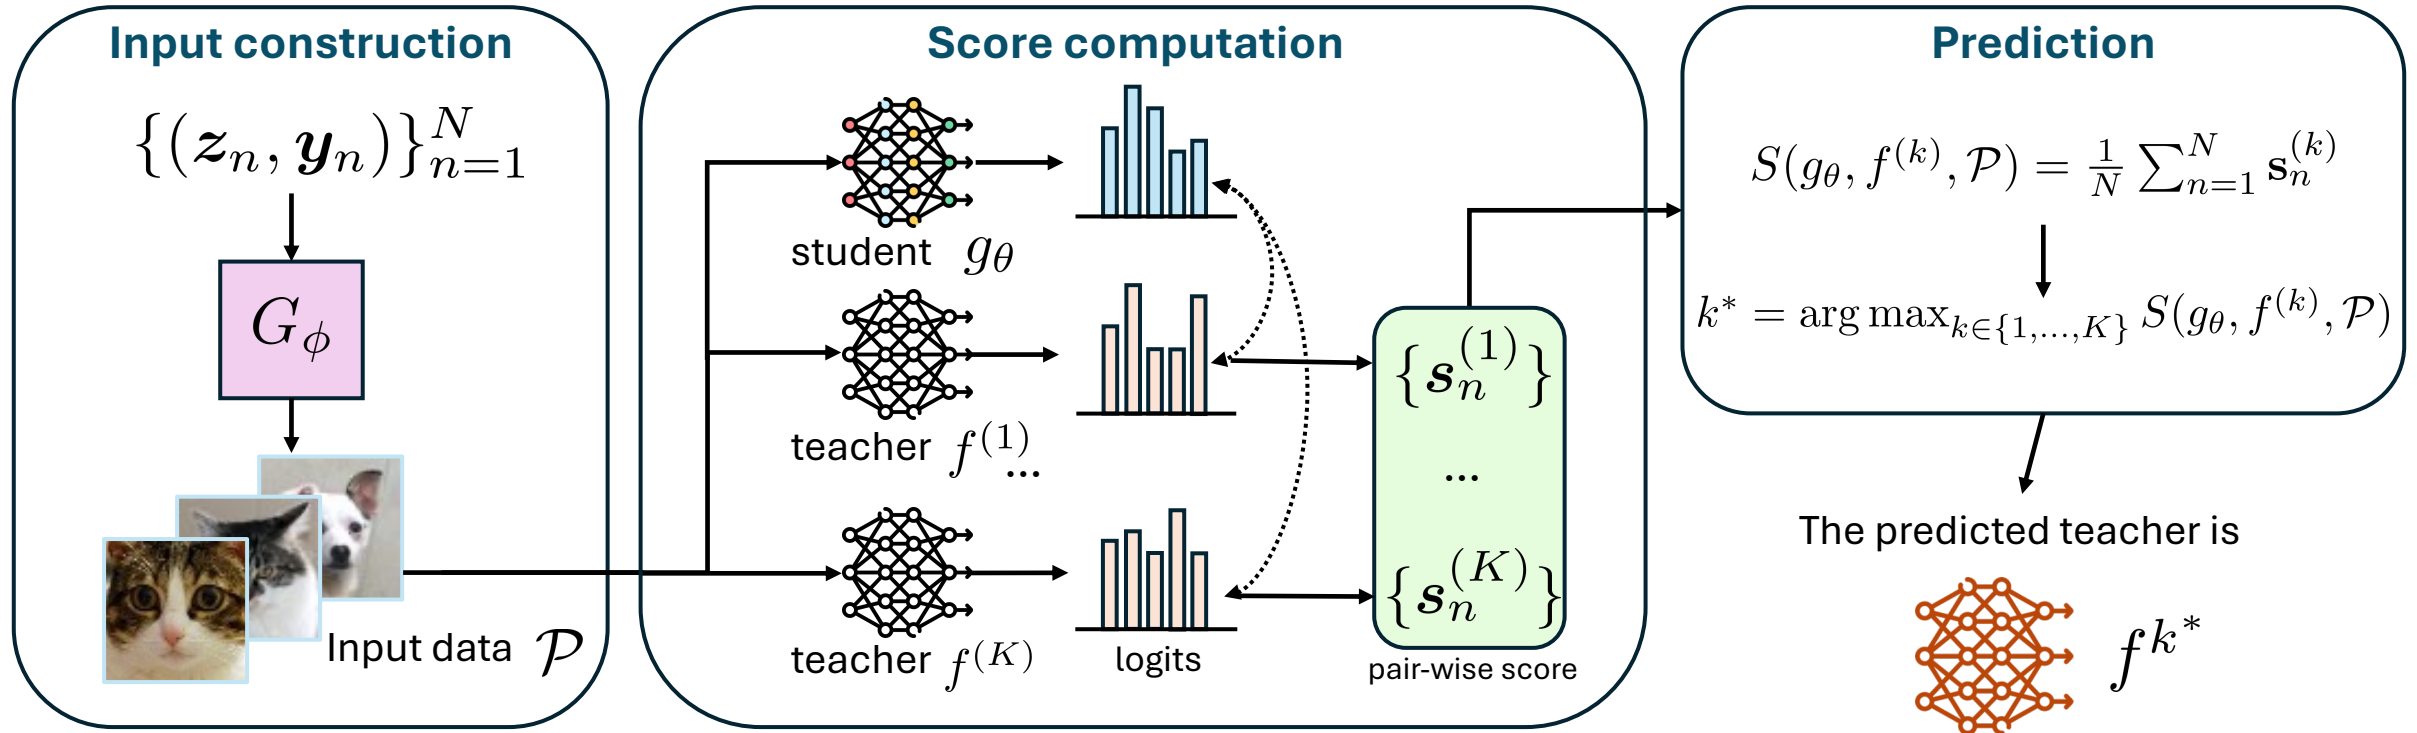 Input construction
{(z_n, y_n)}_{n=1}^N
G_ϕ
Input data 𝒫
Score computation
student g_θ
teacher f^{(1)}
...
teacher f^{(K)}
logits
{s_n^{(1)}}
...
{s_n^{(K)}}
pair-wise score
Prediction
S(g_θ, f^{(k)}, 𝒫) = \frac{1}{N} ∑_{n=1}^N s_n^{(k)}
k^* = arg max_{k∈{1,...,K}} S(g_θ, f^{(k)}, 𝒫)
The predicted teacher is
f^{k^*}